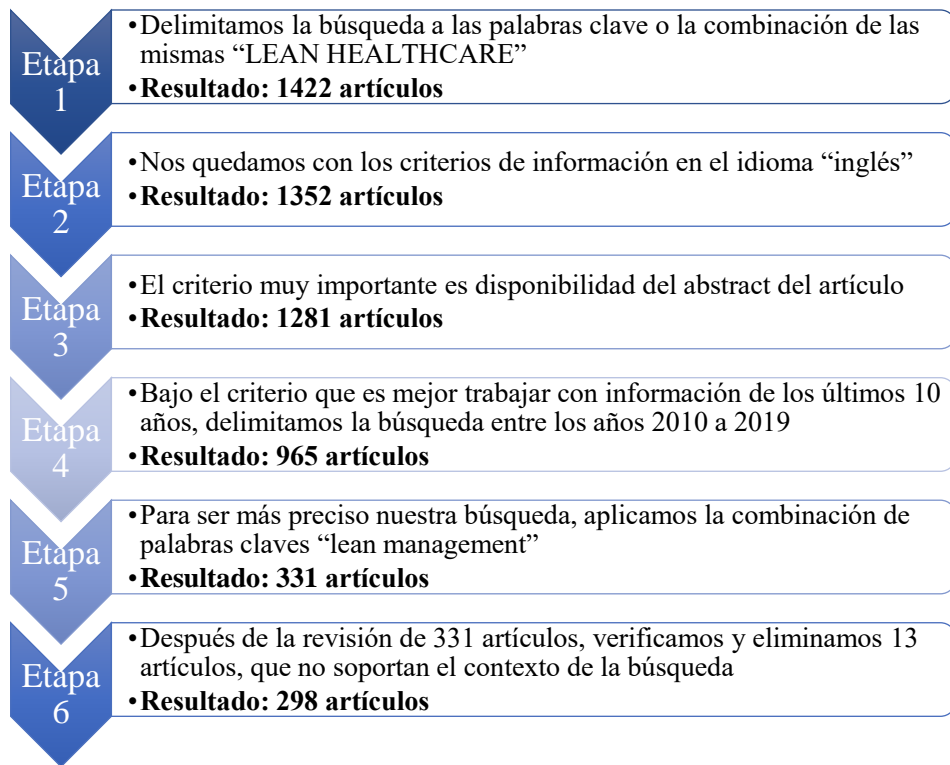 Etapa
1
•Delimitamos la búsqueda a las palabras clave o la combinación de las
mismas “LEAN HEALTHCARE”
•Resultado: 1422 artículos
Etapa
2
•Nos quedamos con los criterios de información en el idioma “inglés”
•Resultado: 1352 artículos
Etapa
3
•El criterio muy importante es disponibilidad del abstract del artículo
•Resultado: 1281 artículos
Etapa
4
•Bajo el criterio que es mejor trabajar con información de los últimos 10
años, delimitamos la búsqueda entre los años 2010 a 2019
•Resultado: 965 artículos
Etapa
5
•Para ser más preciso nuestra búsqueda, aplicamos la combinación de
palabras claves “lean management”
•Resultado: 331 artículos
Etapa
6
•Después de la revisión de 331 artículos, verificamos y eliminamos 13
artículos, que no soportan el contexto de la búsqueda
•Resultado: 298 artículos